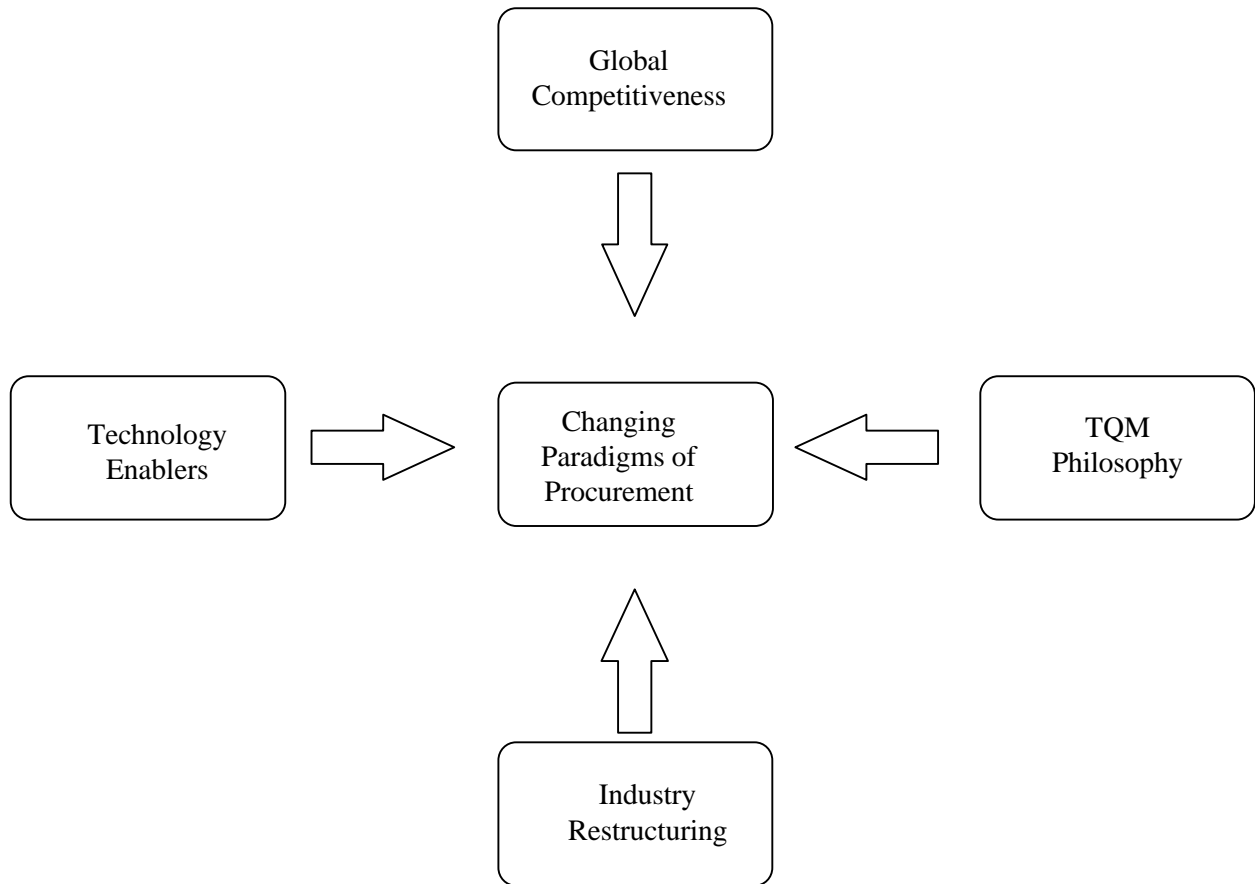 Global
Competitiveness
Technology
Enablers
Changing
Paradigms of
Procurement
TQM
Philosophy
Industry
Restructuring